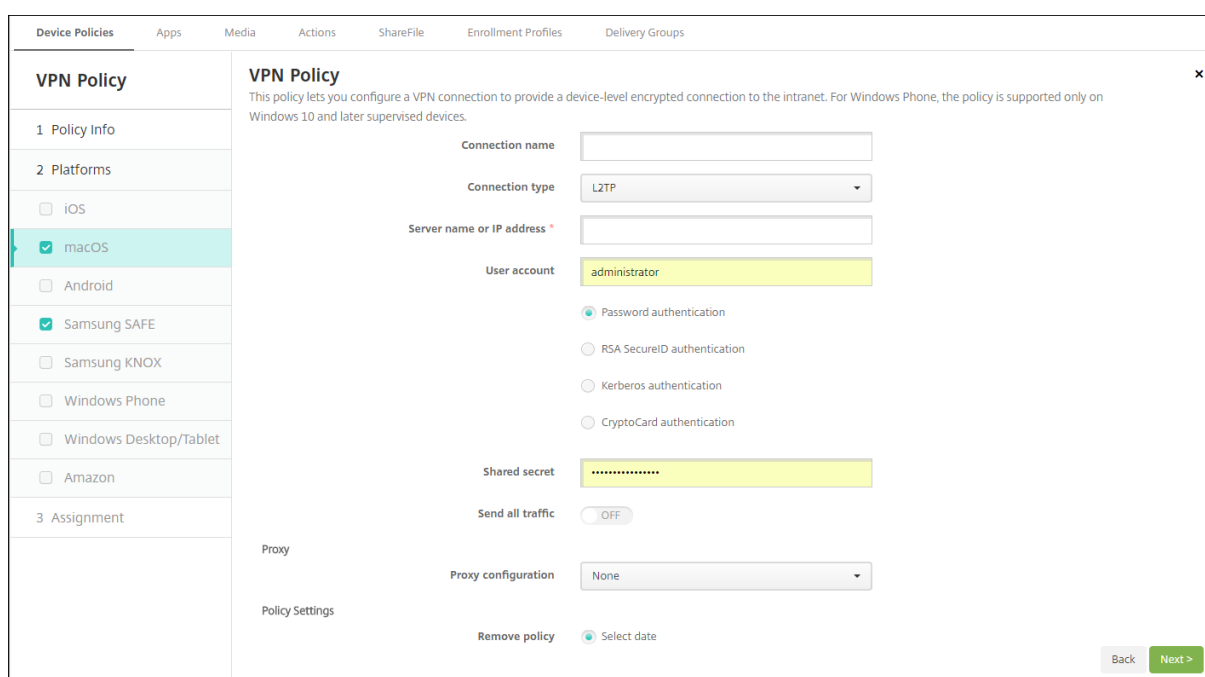 Device Policies Apps Media Actions ShareFile Enrollment Profiles Delivery Groups
VPN Policy
1 Policy Info
2 Platforms
iOS
macOS
Android
Samsung SAFE
Samsung KNOX
Windows Phone
Windows Desktop/Tablet
Amazon
3 Assignment
VPN Policy
This policy lets you configure a VPN connection to provide a device-level encrypted connection to the intranet. For Windows Phone, the policy is supported only on
Windows 10 and later supervised devices.
Connection name
Connection type L2TP
Server name or IP address *
User account administrator
Password authentication
RSA SecureID authentication
Kerberos authentication
CryptoCard authentication
Shared secret ••••••••••••••••
Send all traffic OFF
Proxy
Proxy configuration None
Policy Settings
Remove policy Select date
Back Next >